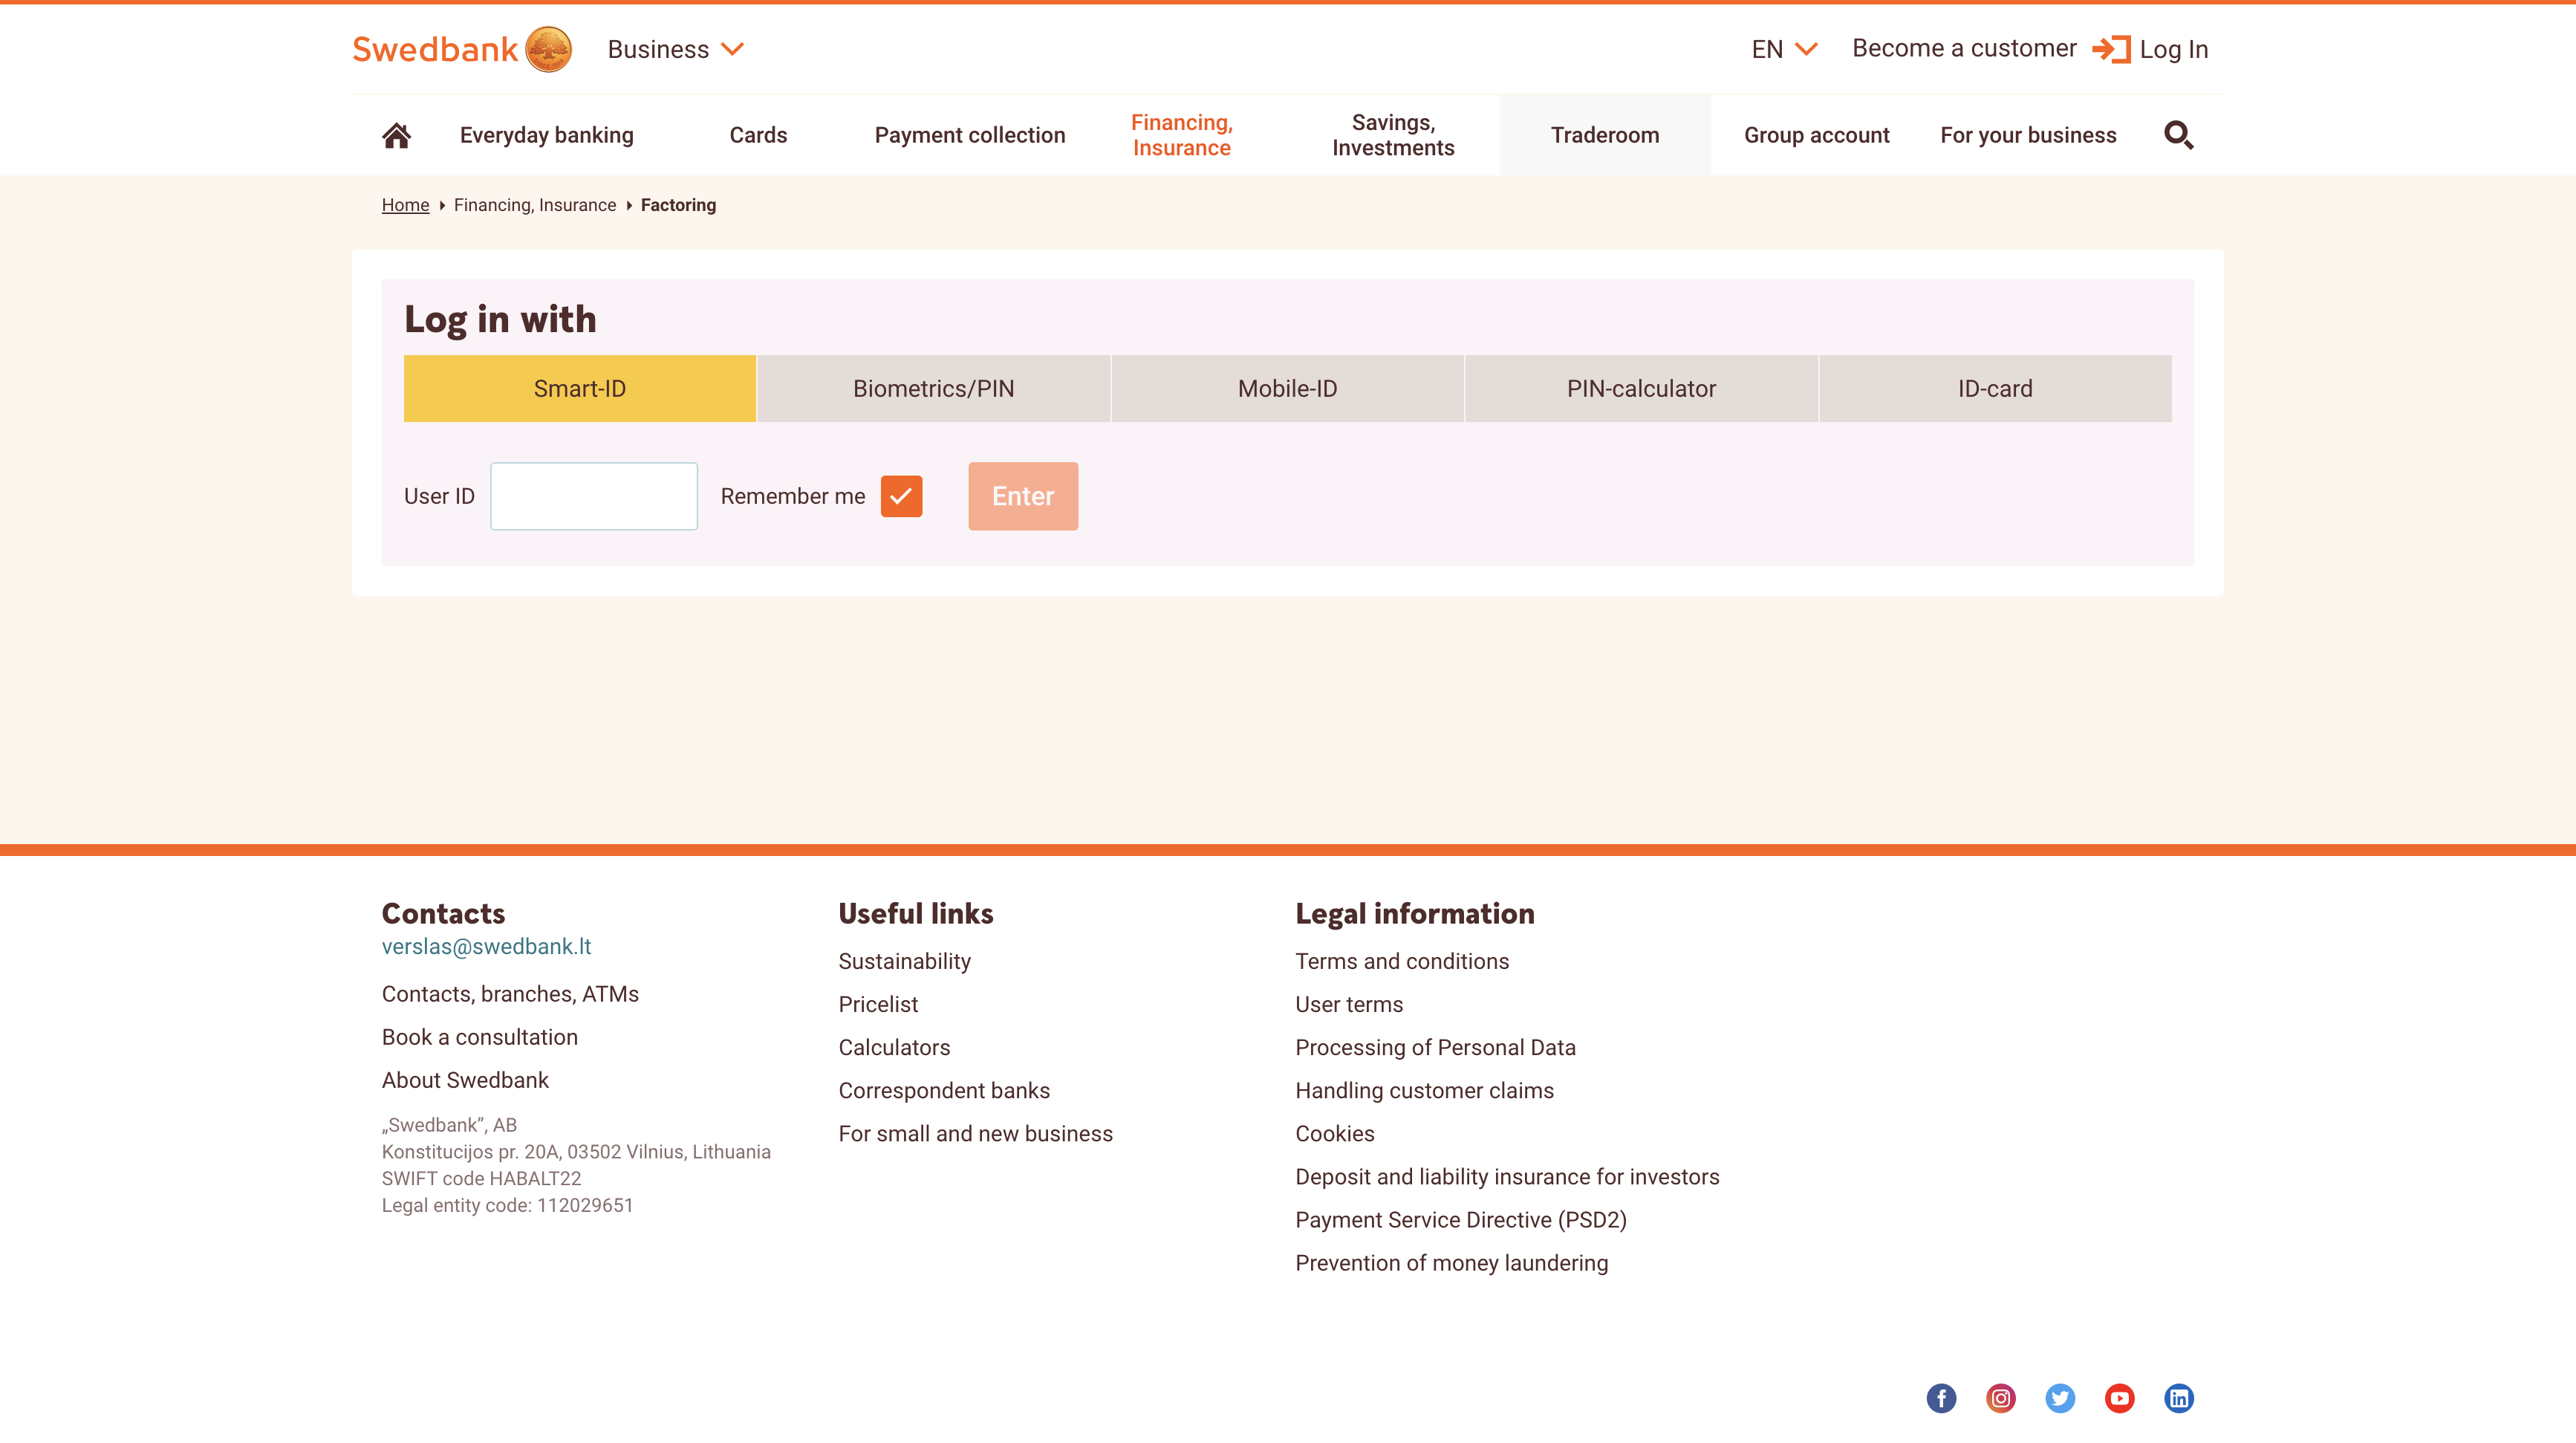 Swedbank
Business
EN
Become a customer
Log In
Everyday banking
Cards
Payment collection
Financing,
Insurance
Savings,
Investments
Traderoom
Group account
For your business
Home
Financing, Insurance
Factoring
Log in with
Smart-ID
Biometrics/PIN
Mobile-ID
PIN-calculator
ID-card
User ID
Remember me
Enter
Contacts
verslas@swedbank.lt
Contacts, branches, ATMs
Book a consultation
About Swedbank
„Swedbank”, AB
Konstitucijos pr. 20A, 03502 Vilnius, Lithuania
SWIFT code HABALT22
Legal entity code: 112029651
Useful links
Sustainability
Pricelist
Calculators
Correspondent banks
For small and new business
Legal information
Terms and conditions
User terms
Processing of Personal Data
Handling customer claims
Cookies
Deposit and liability insurance for investors
Payment Service Directive (PSD2)
Prevention of money laundering